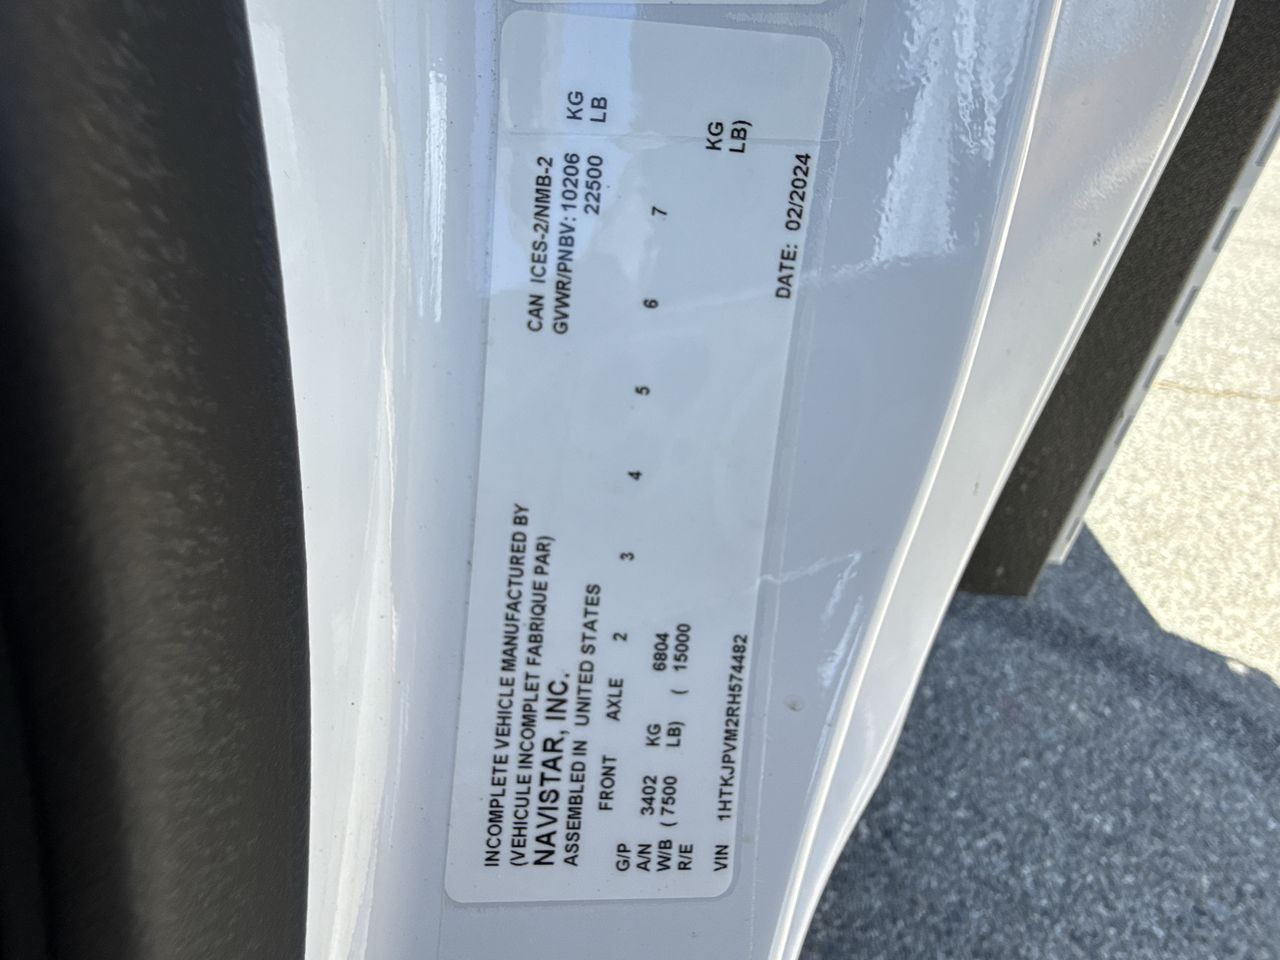 INCOMPLETE VEHICLE MANUFACTURED BY
(VEHICULE INCOMPLET FABRIQUE PAR)
NAVISTAR, INC.
ASSEMBLED IN UNITED STATES
CAN ICES-2/NMB-2
GVWR/PNBV: 10206 KG
22500 LB
FRONT AXLE 2 3 4 5 6 7
G/P
A/N 3402 KG 6804 KG
W/B ( 7500 LB) ( 15000 LB)
R/E
VIN 1HTKJPVM2RH574482 DATE: 02/2024